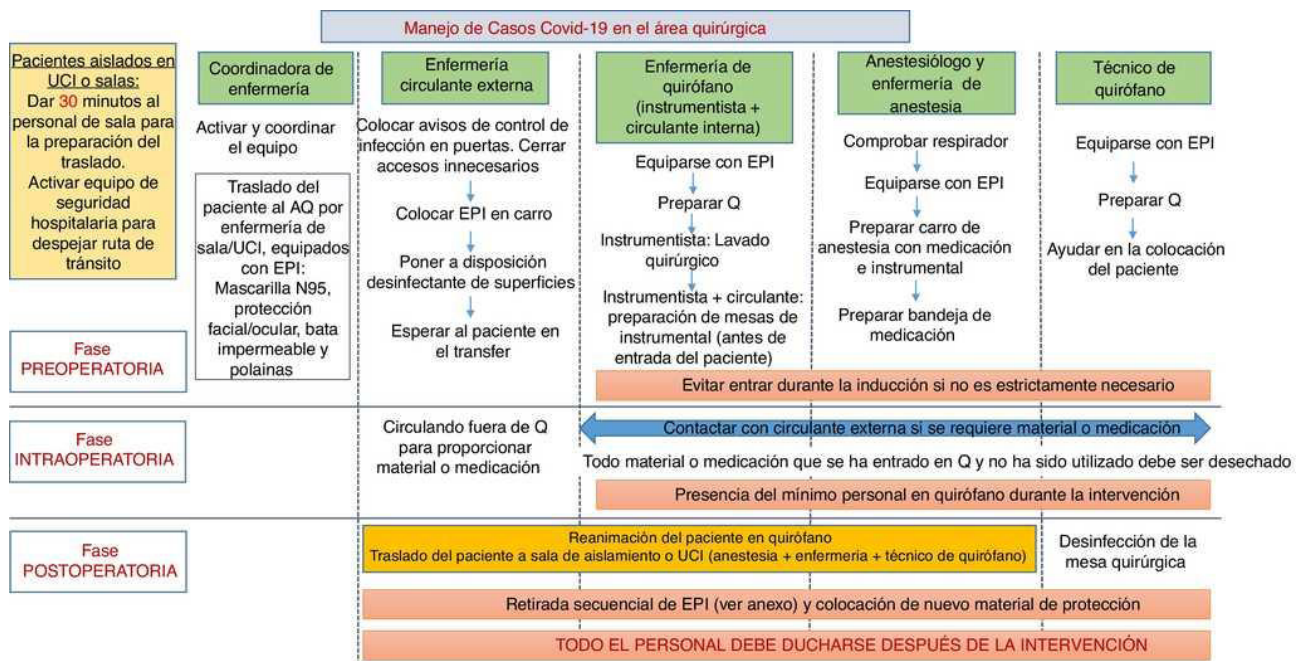 Manejo de Casos Covid-19 en el área quirúrgica
Pacientes aislados en
UCI o salas:
Dar 30 minutos al
personal de sala para
la preparación del
traslado.
Activar equipo de
seguridad
hospitalaria para
despejar ruta de
tránsito
Coordinadora de
enfermería
Activar y coordinar
el equipo
Traslado del
paciente al AQ por
enfermería de
sala/UCI, equipados
con EPI:
Mascarilla N95,
protección
facial/ocular, bata
impermeable y
polainas
Enfermería
circulante externa
Colocar avisos de control de
infección en puertas. Cerrar
accesos innecesarios
Colocar EPI en carro
Poner a disposición
desinfectante de superficies
Esperar al paciente en
el transfer
Enfermería de
quirófano
(instrumentista +
circulante interna)
Equiparse con EPI
Preparar Q
Instrumentista: Lavado
quirúrgico
Instrumentista + circulante:
preparación de mesas de
instrumental (antes de
entrada del paciente)
Anestesiólogo y
enfermería de
anestesia
Comprobar respirador
Equiparse con EPI
Preparar carro de
anestesia con medicación
e instrumental
Preparar bandeja de
medicación
Técnico de
quirófano
Equiparse con EPI
Preparar Q
Ayudar en la colocación
del paciente
Fase
PREOPERATORIA
Evitar entrar durante la inducción si no es estrictamente necesario
Fase
INTRAOPERATORIA
Circulando fuera de Q
para proporcionar
material o medicación
Contactar con circulante externa si se requiere material o medicación
Todo material o medicación que se ha entrado en Q y no ha sido utilizado debe ser desechado
Presencia del mínimo personal en quirófano durante la intervención
Fase
POSTOPERATORIA
Reanimación del paciente en quirófano
Traslado del paciente a sala de aislamiento o UCI (anestesia + enfermería + técnico de quirófano)
Desinfección de la
mesa quirúrgica
Retirada secuencial de EPI (ver anexo) y colocación de nuevo material de protección
TODO EL PERSONAL DEBE DUCHARSE DESPUÉS DE LA INTERVENCIÓN